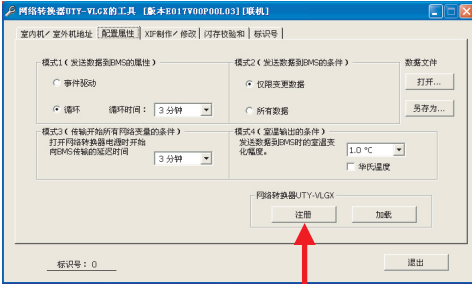 网络转换器UTY-VLGX的工具 [版本E017V00P00L03][联机]
室内机/室外机地址 配置属性 XIF制作/修改 闪存校验和 标识号
模式1(发送数据到BMS的属性)
事件驱动
循环 循环时间: 3 分钟
模式2(发送数据到BMS的条件)
仅限变更数据
所有数据
数据文件
打开...
另存为...
模式3(传输开始所有网络变量的条件)
打开网络转换器电源时开始
向BMS传输的延迟时间
3 分钟
模式4(室温输出的条件)
发送数据到BMS时的室温变
化幅度。
1.0 °C
华氏温度
网络转换器UTY-VLGX
注册 加载
标识号: 0
退出